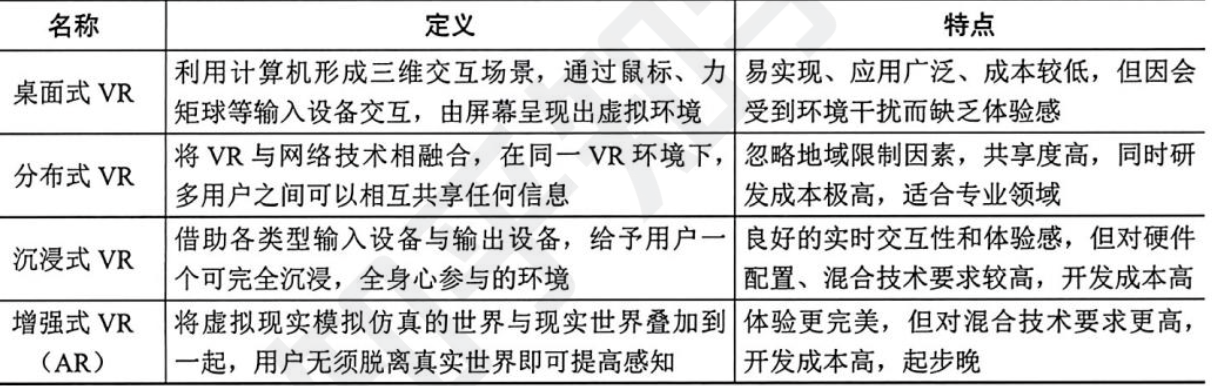 名称 定义 特点
桌面式 VR
利用计算机形成三维交互场景，通过鼠标、力
矩球等输入设备交互，由屏幕呈现出虚拟环境
易实现、应用广泛、成本较低，但因会
受到环境干扰而缺乏体验感
分布式 VR
将 VR 与网络技术相融合，在同一 VR 环境下，
多用户之间可以相互共享任何信息
忽略地域限制因素，共享度高，同时研
发成本极高，适合专业领域
沉浸式 VR
借助各类型输入设备与输出设备，给予用户一
个可完全沉浸，全身心参与的环境
良好的实时交互性和体验感，但对硬件
配置、混合技术要求较高，开发成本高
增强式 VR
（AR）
将虚拟现实模拟仿真的世界与现实世界叠加到
一起，用户无须脱离真实世界即可提高感知
体验更完美，但对混合技术要求更高，
开发成本高，起步晚